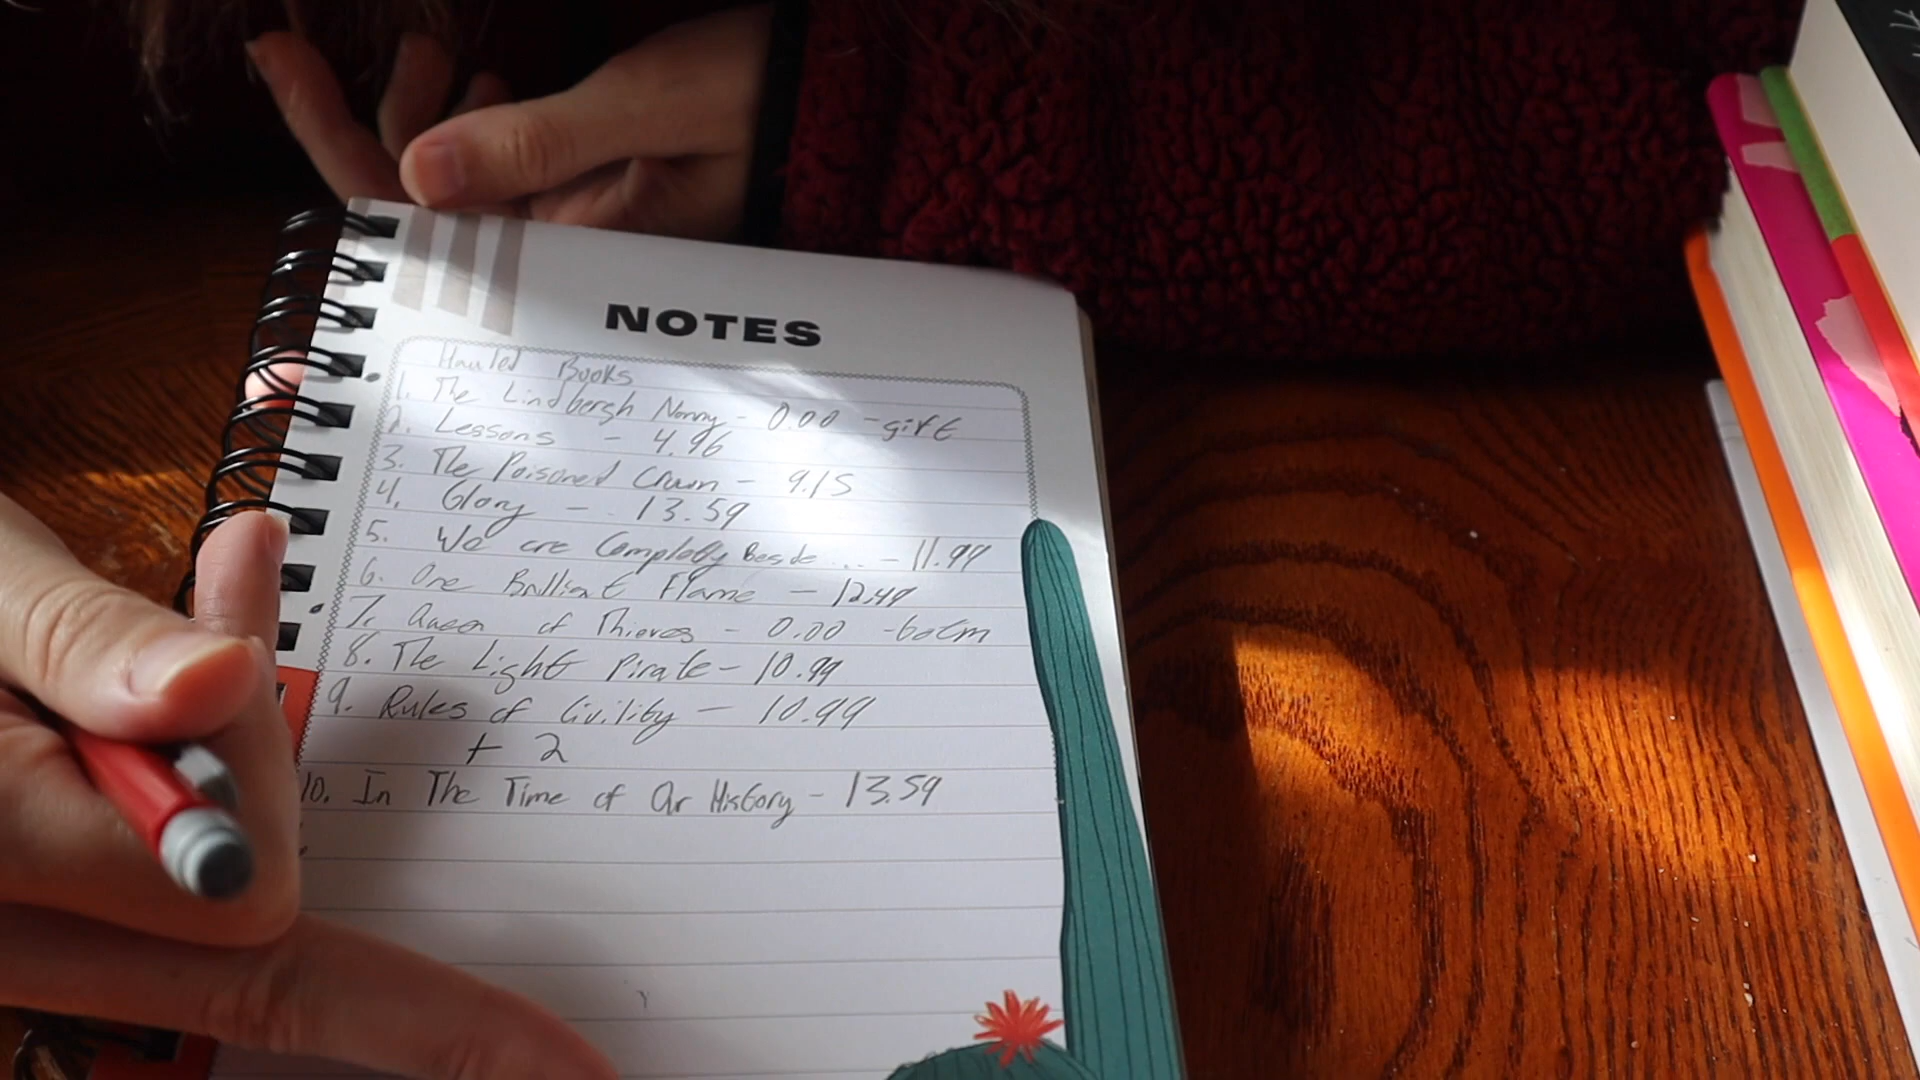 NOTES
Hauled Books
1. The Lindbergh Nanny - 0.00 - gift
2. Lessons - 4.96
3. The Poisoned Crown - 9.15
4. Glory - 13.59
5. We are Completely Beside ... - 11.99
6. One Brilliant Flame - 12.49
7. Queen of Thieves - 0.00 - botm
8. The Light Pirate - 10.99
9. Rules of Civility - 10.99
+ 2
10. In The Time of Our History - 13.59